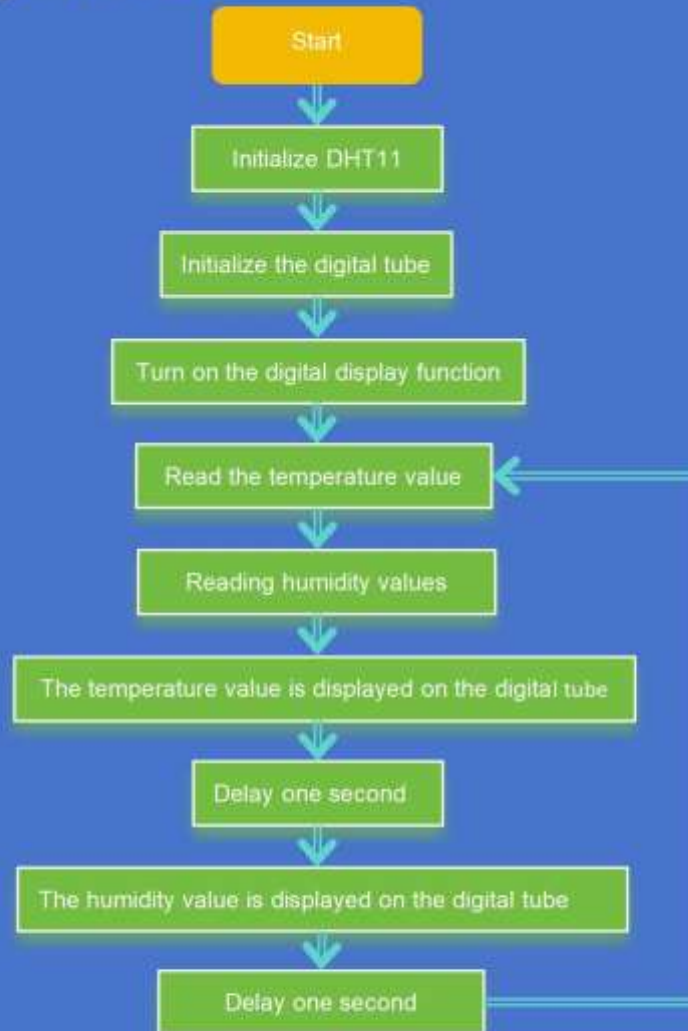 Start
Initialize DHT11
Initialize the digital tube
Turn on the digital display function
Read the temperature value
Reading humidity values
The temperature value is displayed on the digital tube
Delay one second
The humidity value is displayed on the digital tube
Delay one second